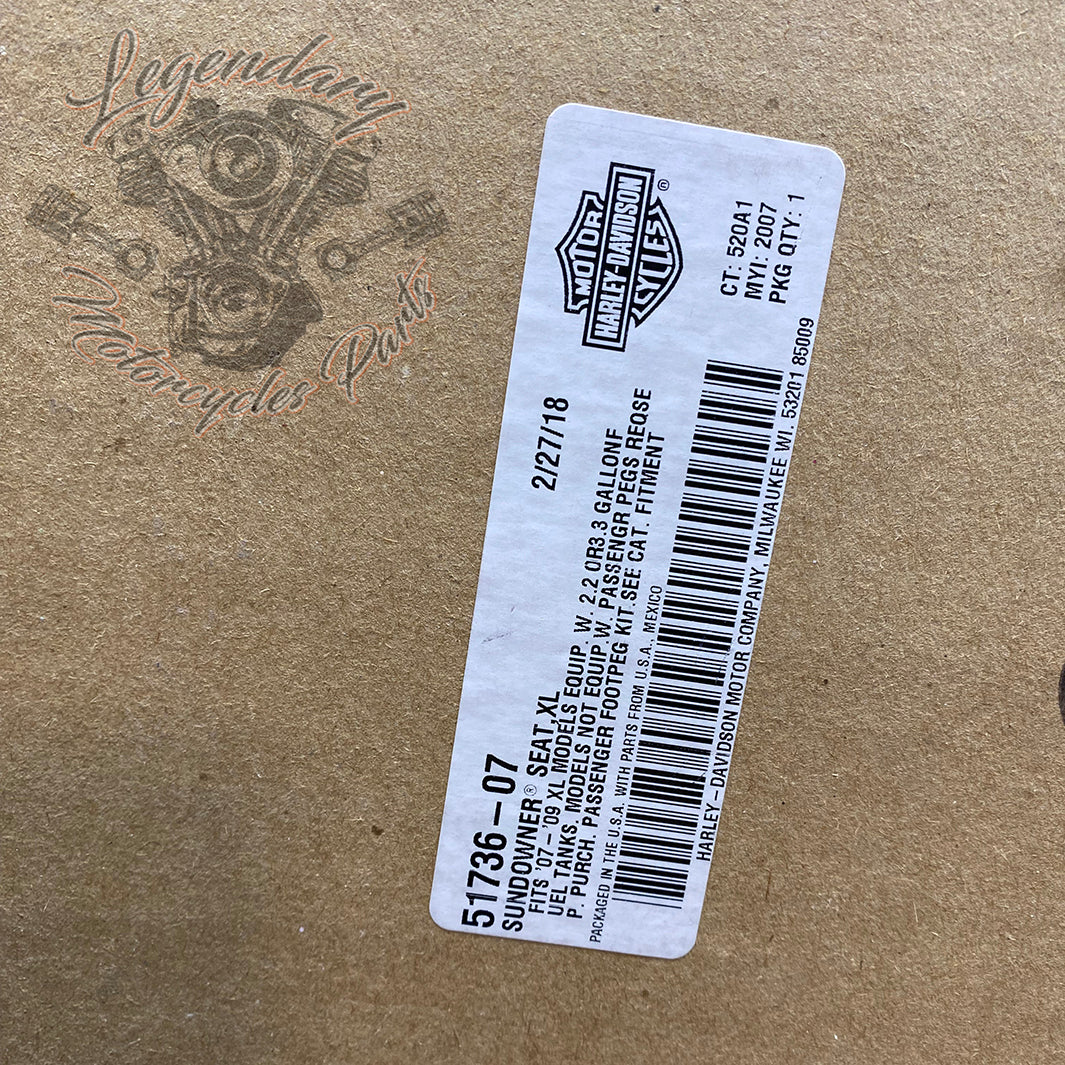 Legendary
Motorcycles Parts
MOTOR
HARLEY-DAVIDSON
CYCLES
®
CT: 520A1
MYI: 2007
PKG QTY: 1
2/27/18
51736-07
SUNDOWNER® SEAT,XL
FITS '07-'09 XL MODELS EQUIP. W. 2.2 OR3.3 GALLONF
UEL TANKS. MODELS NOT EQUIP.W. PASSENGR PEGS REQSE
P. PURCH. PASSENGER FOOTPEG KIT.SEE CAT. FITMENT
PACKAGED IN THE U.S.A. WITH PARTS FROM U.S.A., MEXICO
HARLEY-DAVIDSON MOTOR COMPANY, MILWAUKEE WI. 53201 85009